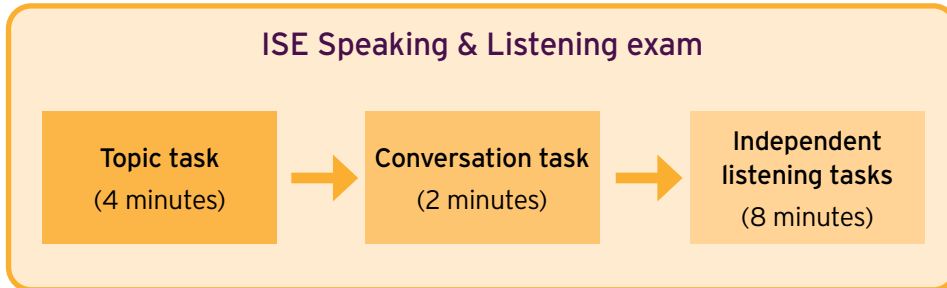 ISE Speaking & Listening exam
Topic task
(4 minutes)
Conversation task
(2 minutes)
Independent
listening tasks
(8 minutes)